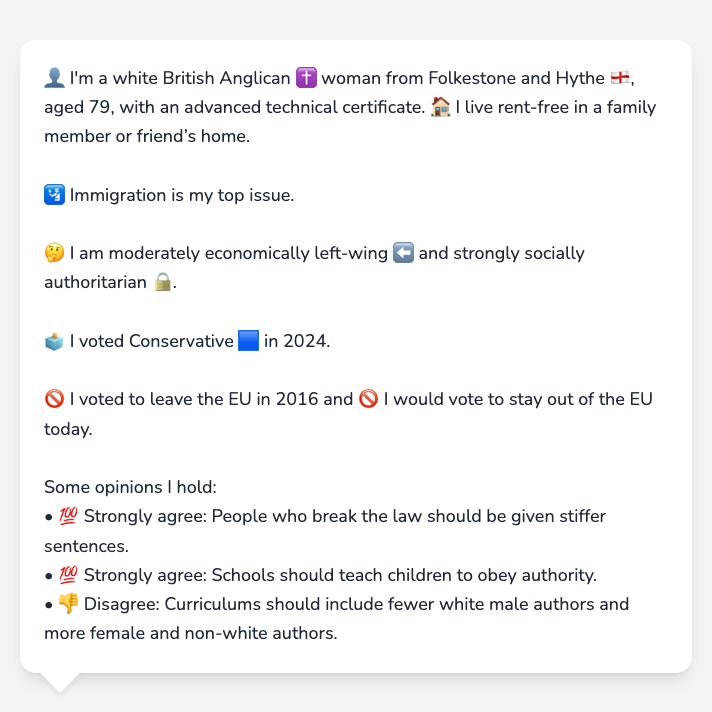 👤 I'm a white British Anglican ✝️ woman from Folkestone and Hythe 🏴󠁧󠁢󠁥󠁮󠁧󠁿,
aged 79, with an advanced technical certificate. 🏠 I live rent-free in a family
member or friend’s home.
🛂 Immigration is my top issue.
🤔 I am moderately economically left-wing ⬅️ and strongly socially
authoritarian 🔒.
🗳️ I voted Conservative 🟦 in 2024.
🚫 I voted to leave the EU in 2016 and 🚫 I would vote to stay out of the EU
today.
Some opinions I hold:
• 💯 Strongly agree: People who break the law should be given stiffer
sentences.
• 💯 Strongly agree: Schools should teach children to obey authority.
• 👎 Disagree: Curriculums should include fewer white male authors and
more female and non-white authors.